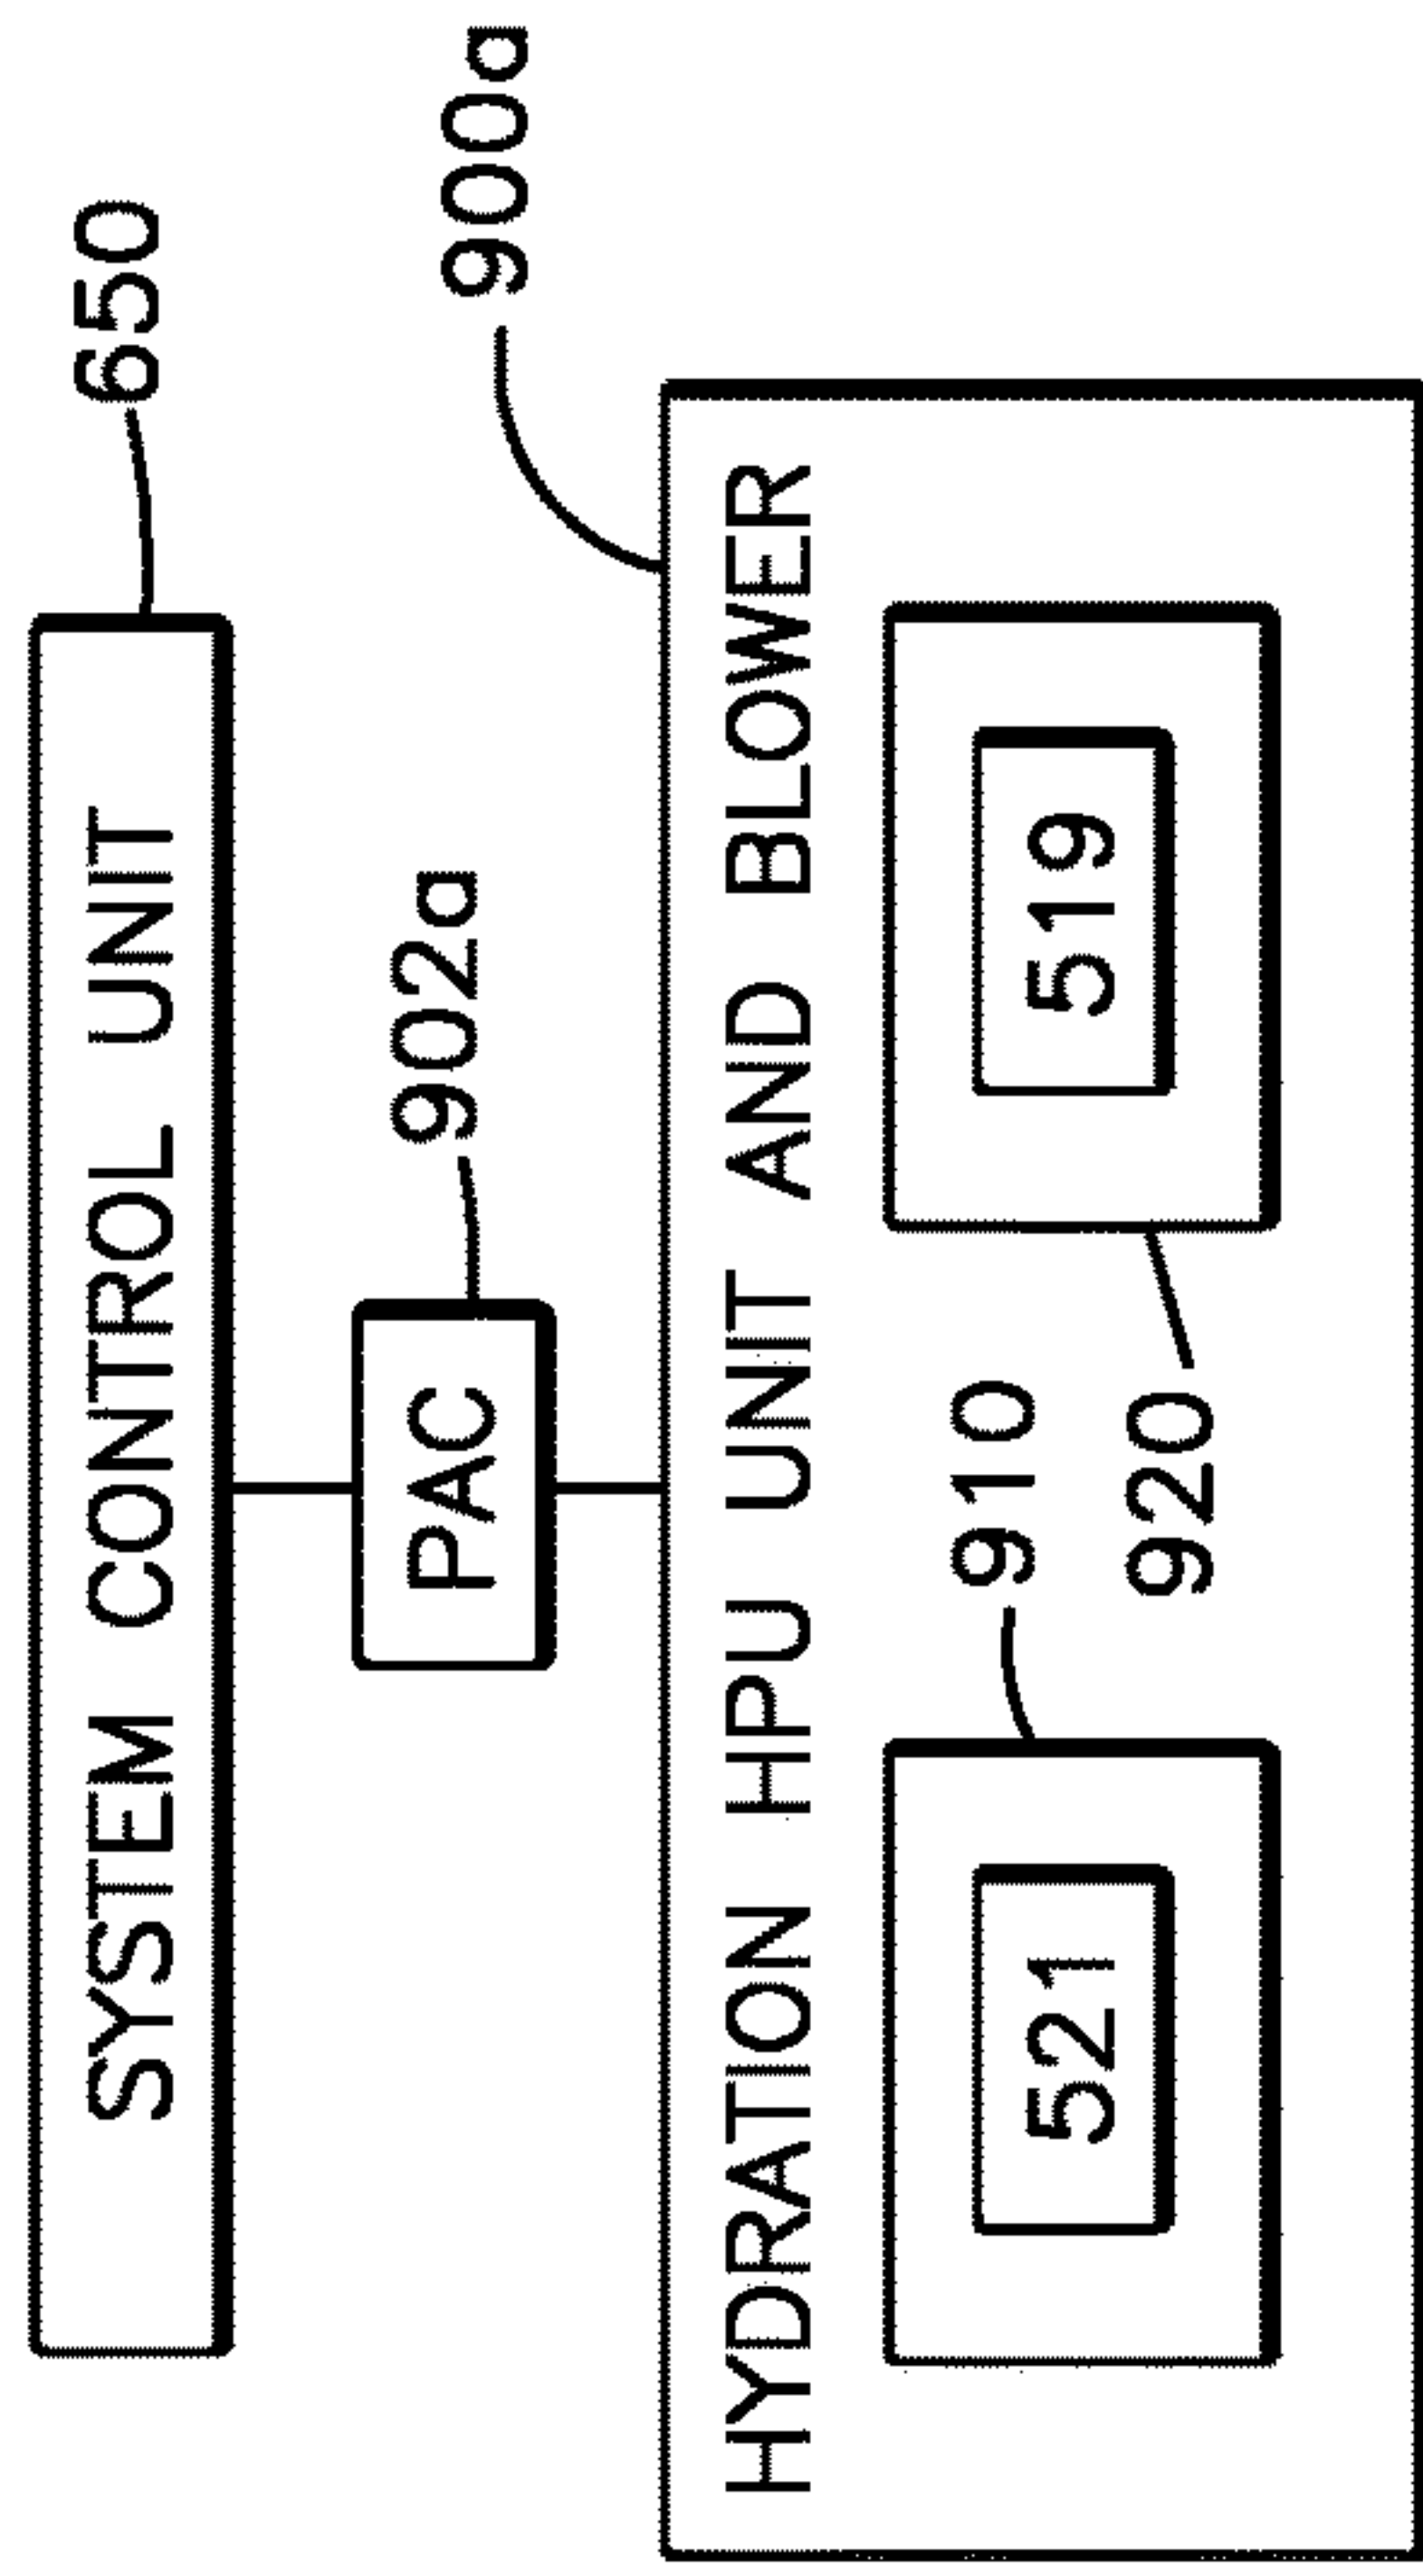 SYSTEM CONTROL UNIT
650
PAC
902a
900a
HYDRATION HPU UNIT AND BLOWER
521
910
920
519